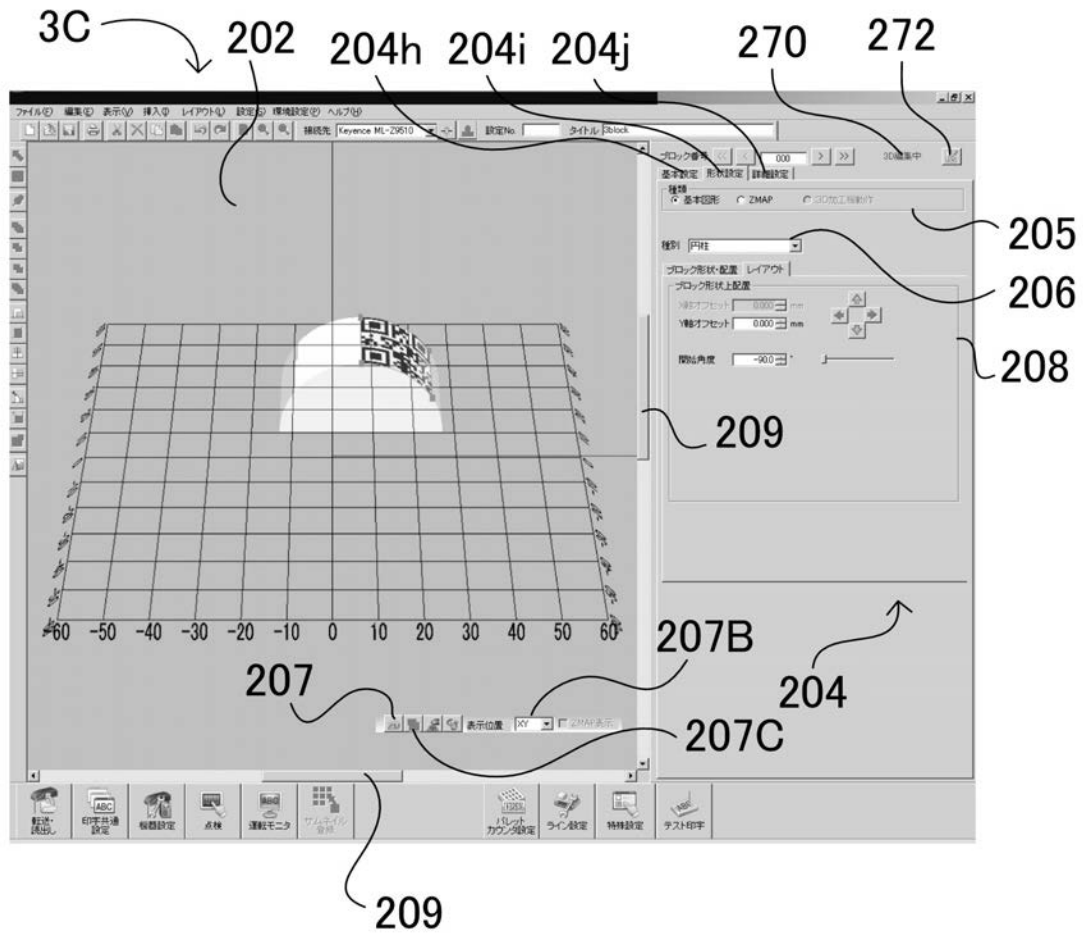 3C
202
204h
204i
204j
270
272
ファイル(F) 編集(E) 表示(V) 挿入(I) レイアウト(L) 設定(S) 環境設定(P) ヘルプ(H)
接続先 Keyence ML-Z9510 設定No. タイトル 3block
ブロック番号 << < 000 > >> 3D編集中
基本設定 形状設定 詳細設定
種類
基本図形 ZMAP 3D加工機動作
205
種別 円柱
206
ブロック形状・配置 レイアウト
ブロック形状上配置
X軸オフセット 0.000 mm
Y軸オフセット 0.000 mm
開始角度 -90.0 °
208
209
-60 -50 -40 -30 -20 -10 0 10 20 30 40 50 60
207
207B
204
2D 表示位置 XY ZMAP表示
207C
転送・読出し
印字共通設定
機器設定
点検
運転モニタ
サムネイル登録
パレットカウンタ設定
ライン設定
特殊設定
テスト印字
209